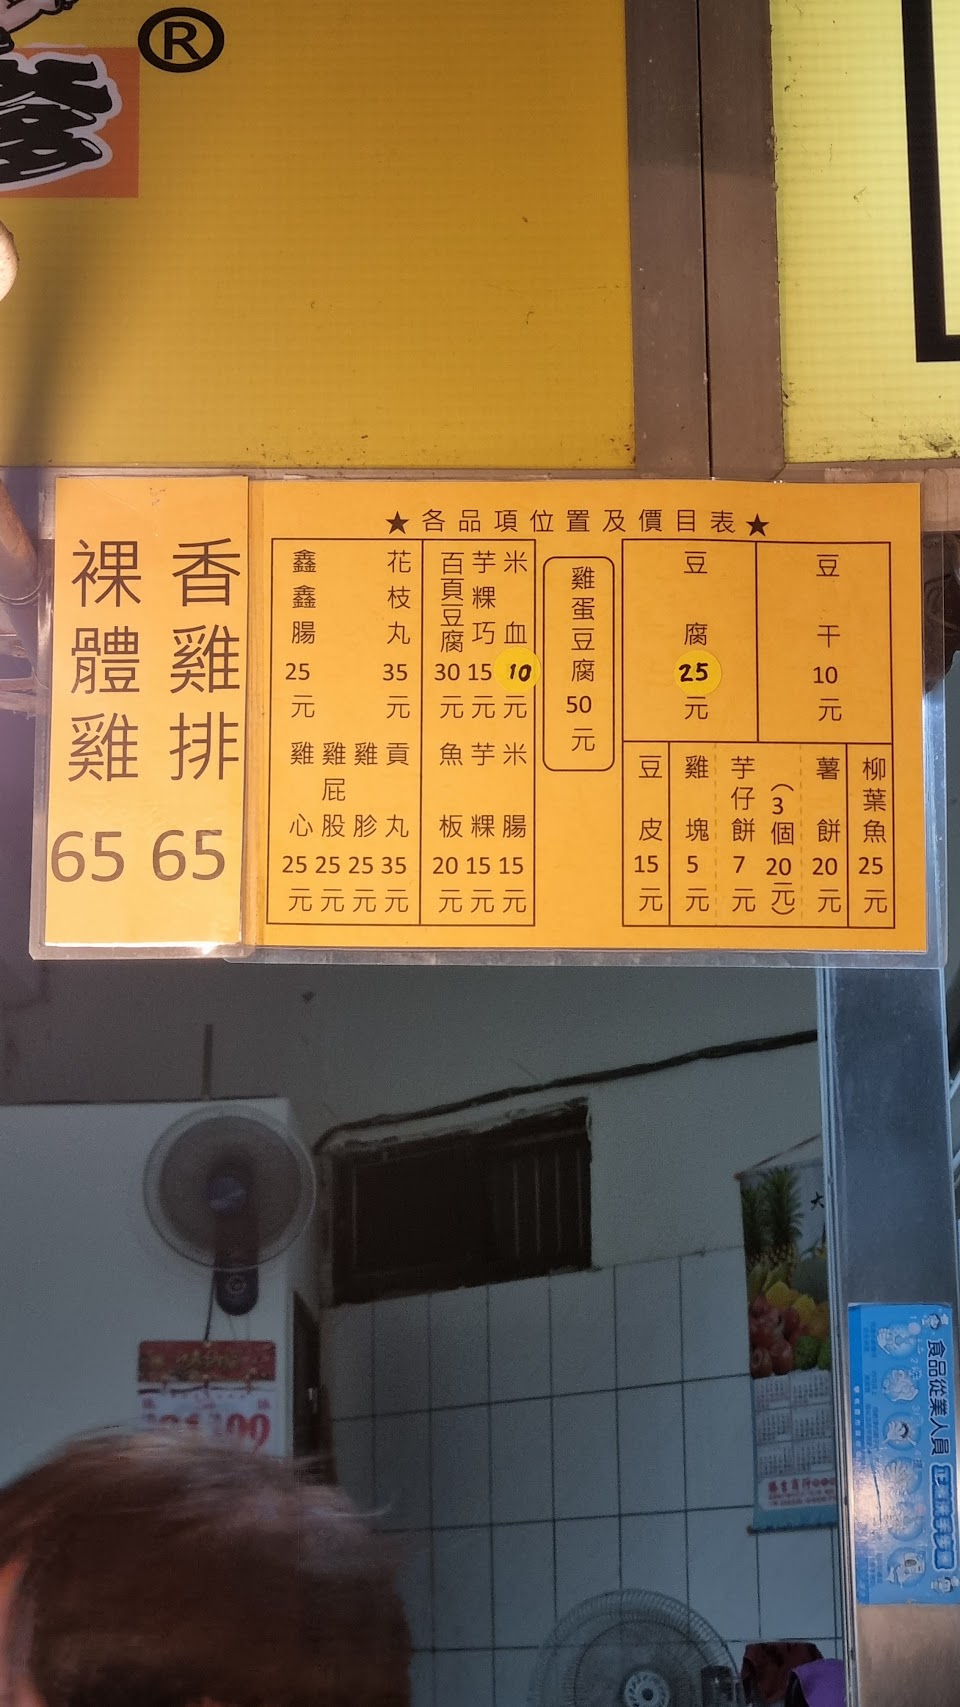 ®
爺
香雞排 65
裸體雞 65
★各品項位置及價目表★
豆干 10元
豆腐 25元
柳葉魚 25元
薯餅 20元
(3個20元)
芋仔餅 7元
雞塊 5元
豆皮 15元
雞蛋豆腐 50元
米血 10元
芋粿巧 15元
百頁豆腐 30元
米腸 15元
芋粿 15元
魚板 20元
花枝丸 35元
鑫鑫腸 25元
貢丸 35元
雞胗 25元
雞屁股 25元
雞心 25元
大
食品從業人員